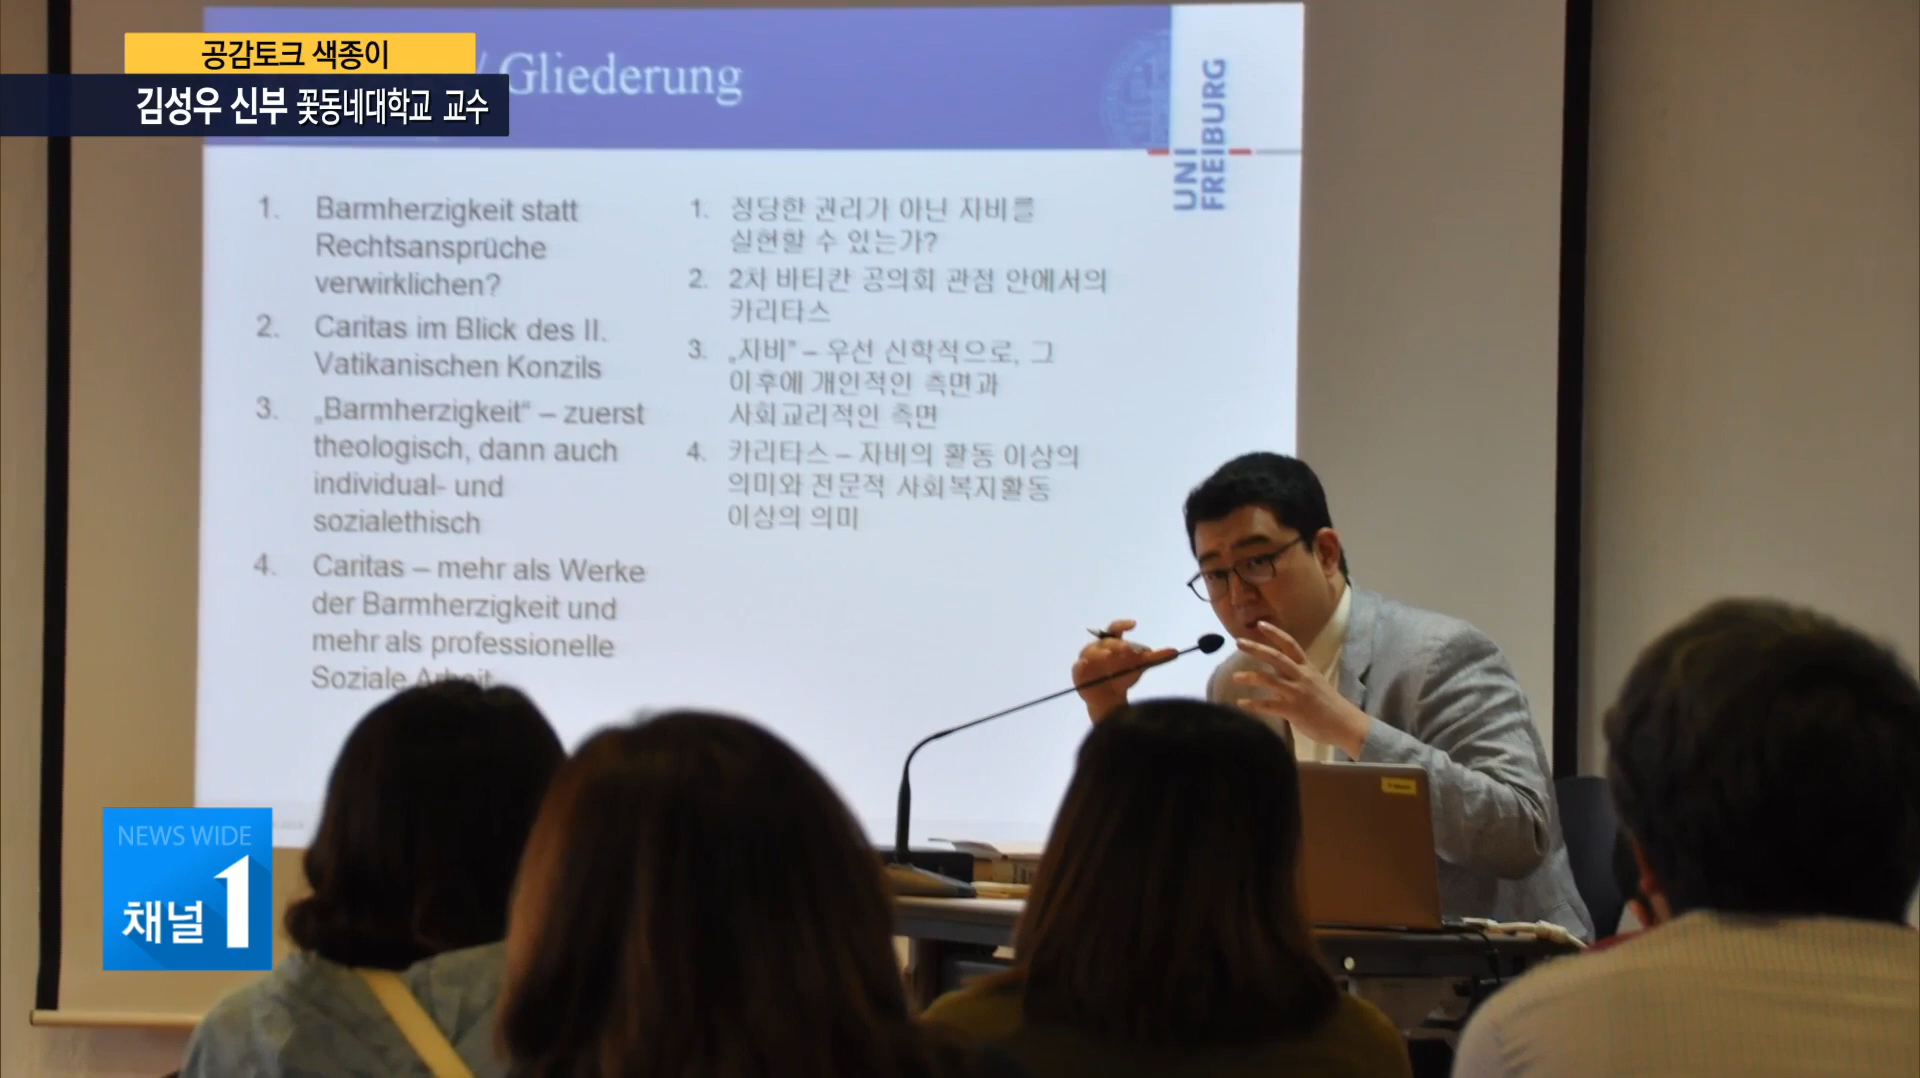 공감토크 색종이
김성우 신부 꽃동네대학교 교수
/ Gliederung
UNI
FREIBURG
1. Barmherzigkeit statt
Rechtsansprüche
verwirklichen?
2. Caritas im Blick des II.
Vatikanischen Konzils
3. „Barmherzigkeit“ – zuerst
theologisch, dann auch
individual- und
sozialethisch
4. Caritas – mehr als Werke
der Barmherzigkeit und
mehr als professionelle
Soziale Arbeit
1.정당한 권리가 아닌 자비를
실현할 수 있는가?
2. 2차 바티칸 공의회 관점 안에서의
카리타스
3. „자비” – 우선 신학적으로, 그
이후에 개인적인 측면과
사회교리적인 측면
4. 카리타스 – 자비의 활동 이상의
의미와 전문적 사회복지활동
이상의 의미
NEWS WIDE
채널 1